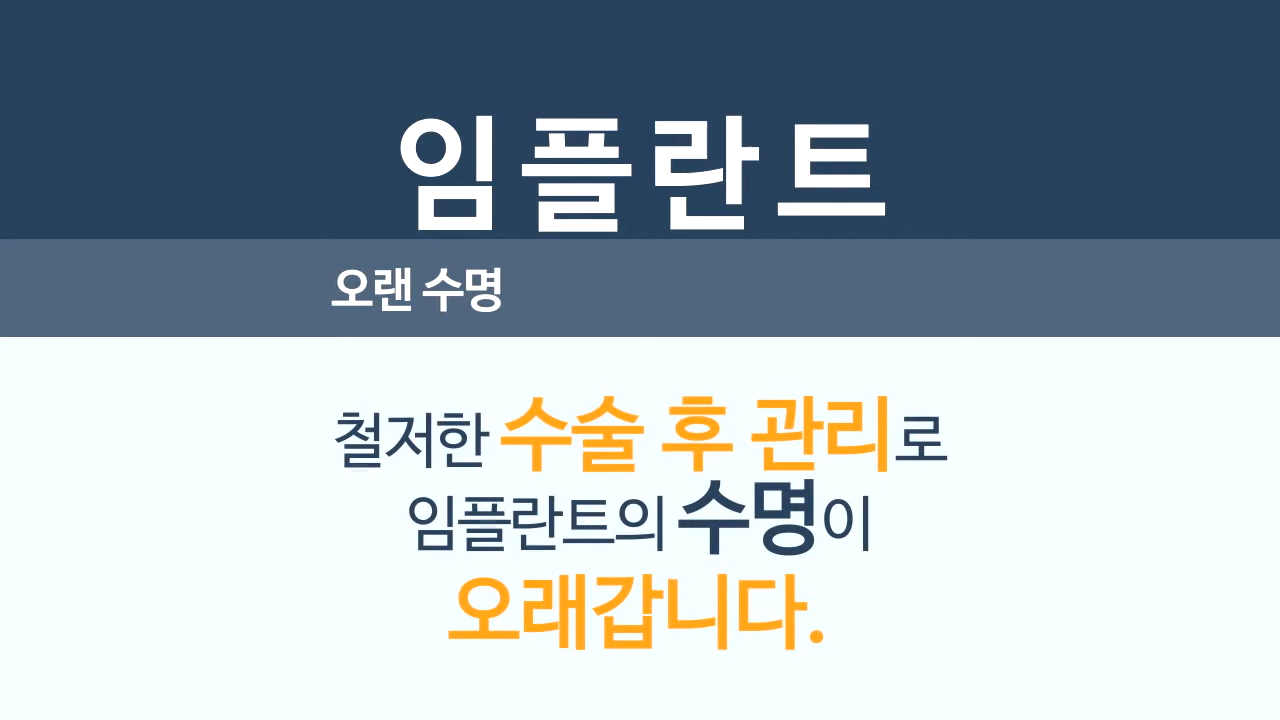 임플란트
오랜 수명
철저한 수술 후 관리로
임플란트의 수명이
오래갑니다.